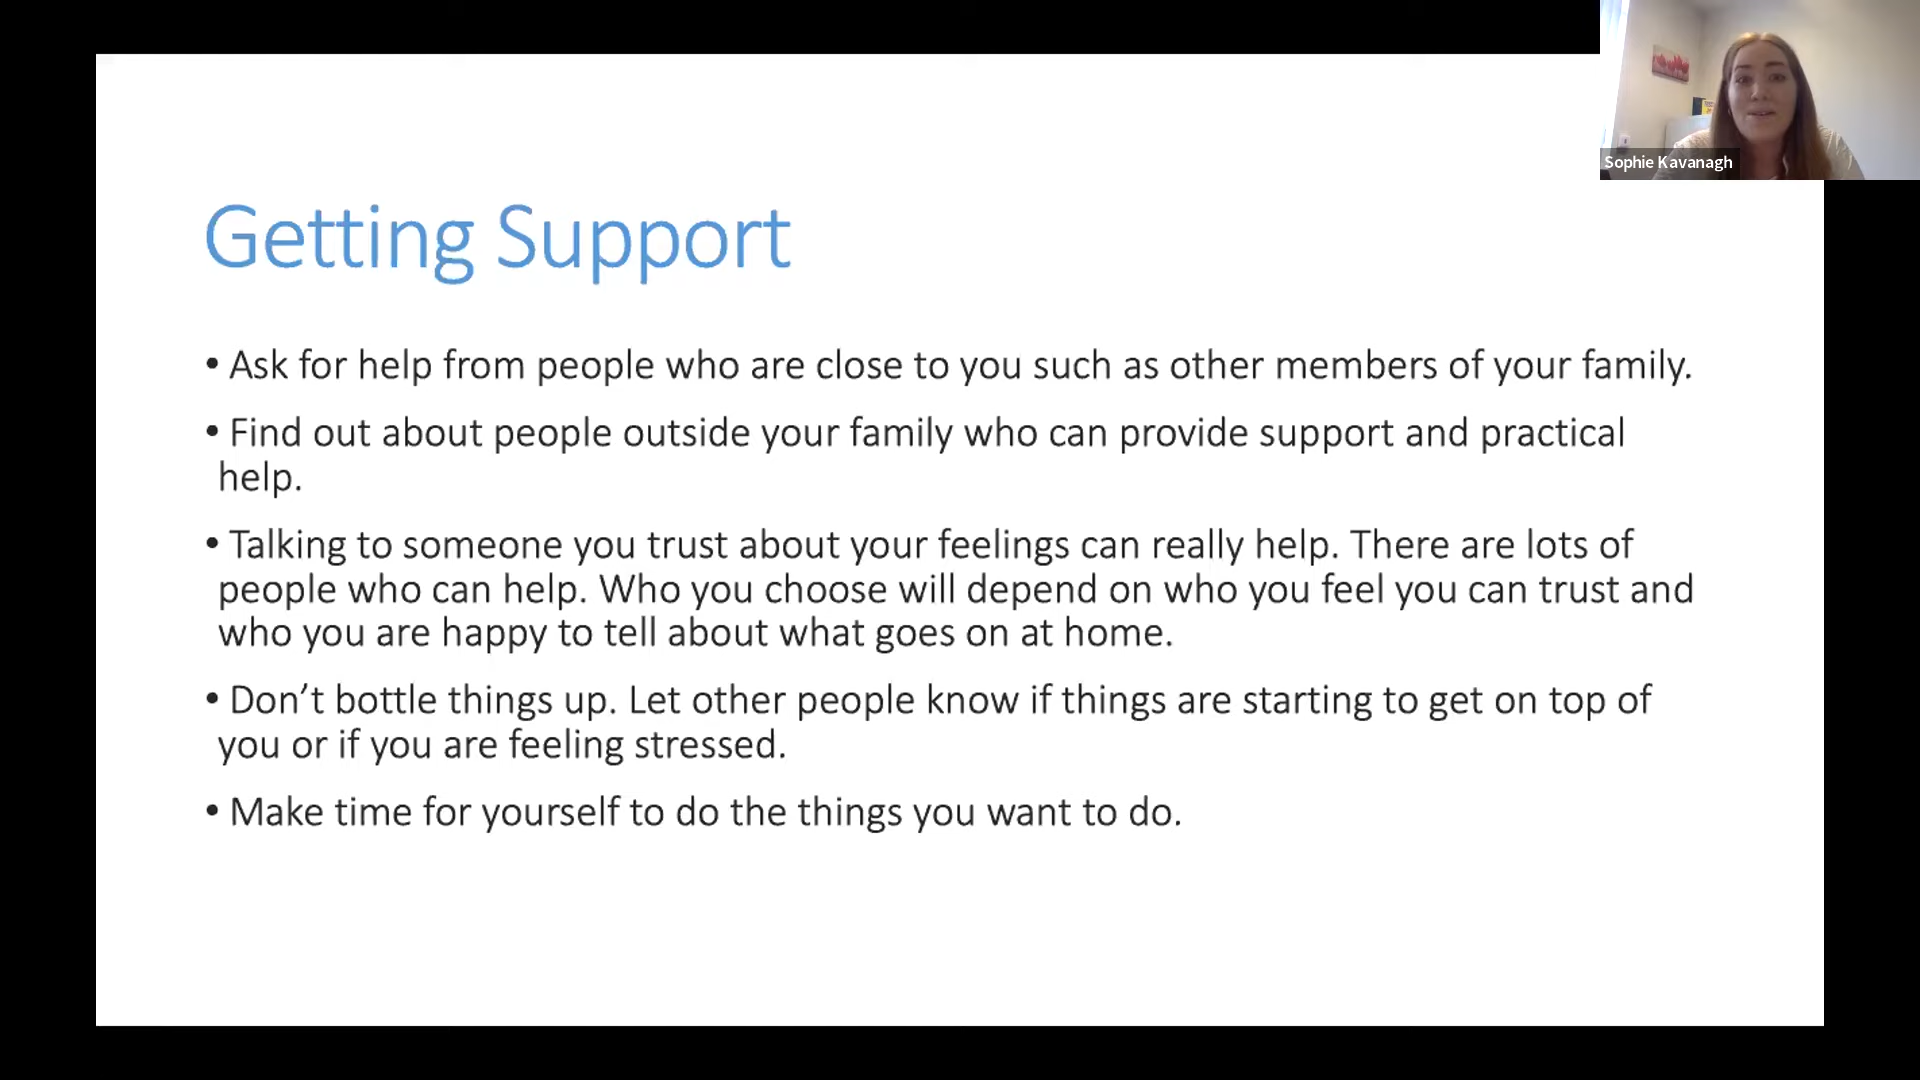 Sophie Kavanagh
Getting Support
• Ask for help from people who are close to you such as other members of your family.
• Find out about people outside your family who can provide support and practical
help.
• Talking to someone you trust about your feelings can really help. There are lots of
people who can help. Who you choose will depend on who you feel you can trust and
who you are happy to tell about what goes on at home.
• Don’t bottle things up. Let other people know if things are starting to get on top of
you or if you are feeling stressed.
• Make time for yourself to do the things you want to do.